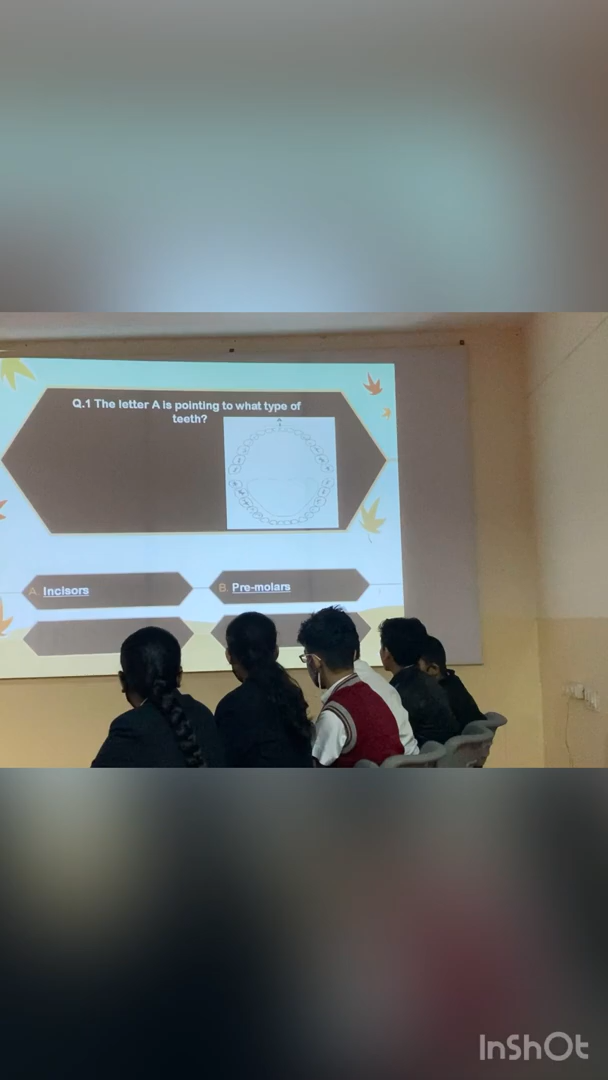 Q.1 The letter A is pointing to what type of
teeth?
A
A. Incisors
B. Pre-molars
InShOt